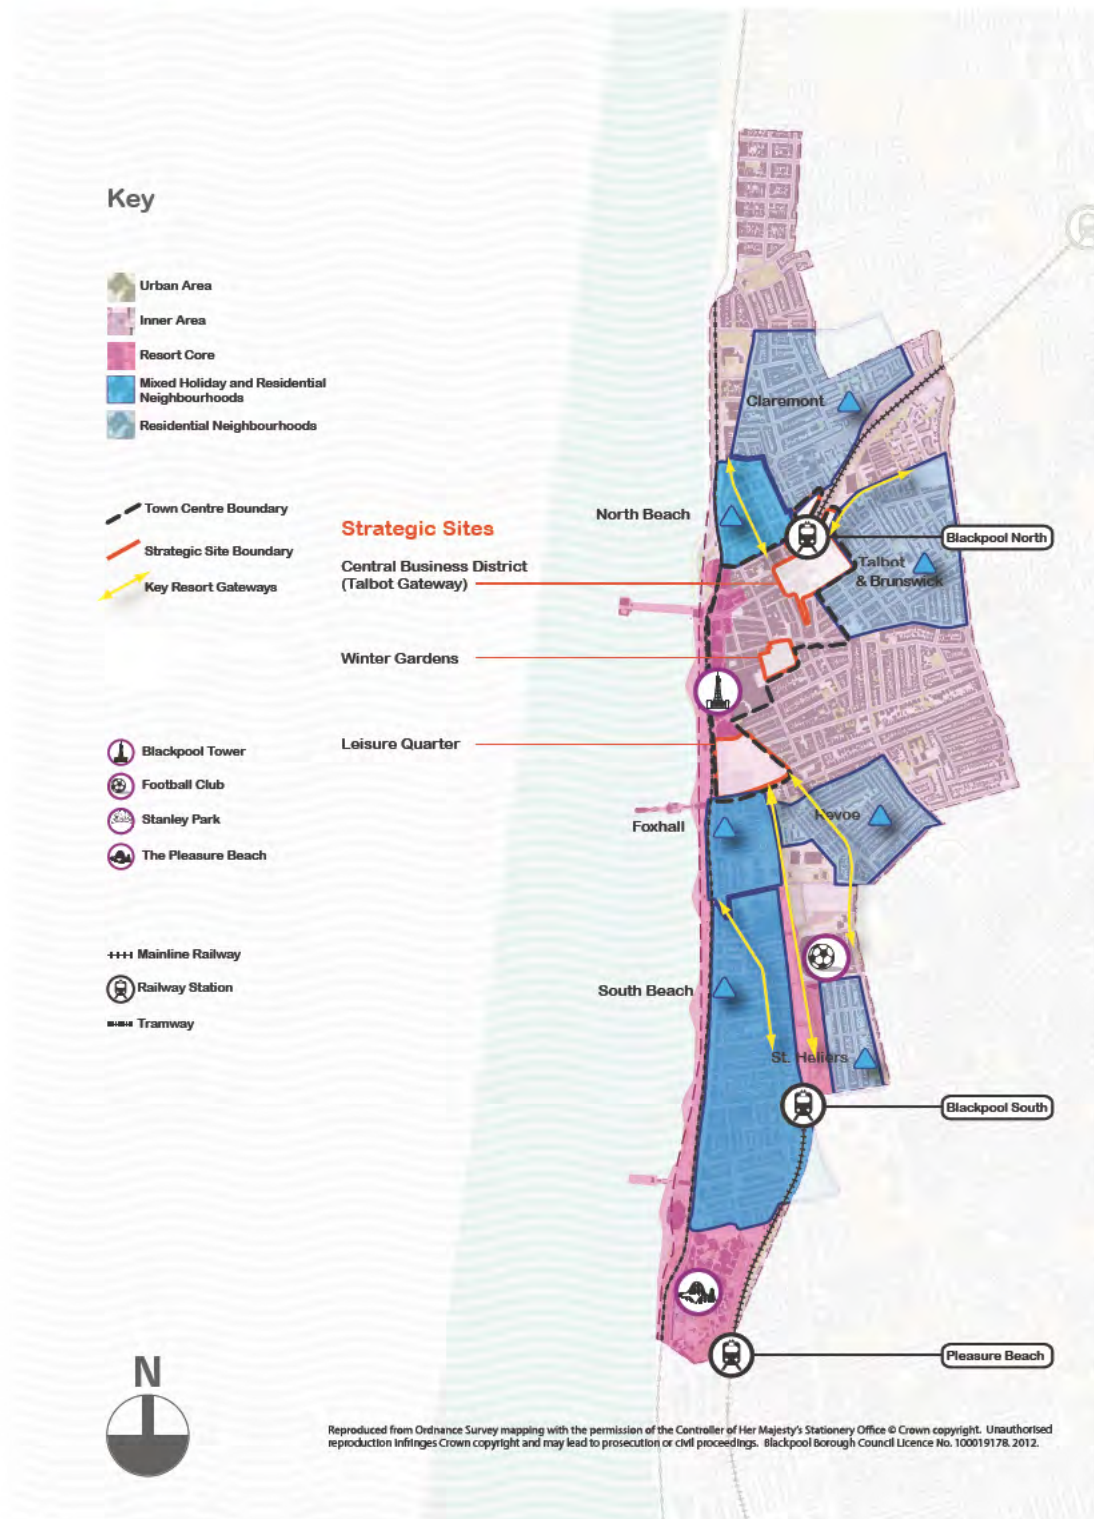 Key
Urban Area
Inner Area
Resort Core
Mixed Holiday and Residential
Neighbourhoods
Residential Neighbourhoods
Town Centre Boundary
Strategic Site Boundary
Key Resort Gateways
Strategic Sites
Central Business District
(Talbot Gateway)
Winter Gardens
Leisure Quarter
Blackpool Tower
Football Club
Stanley Park
The Pleasure Beach
Mainline Railway
Railway Station
Tramway
Claremont
North Beach
Blackpool North
Talbot
& Brunswick
Foxhall
Revoe
South Beach
St. Heliers
Blackpool South
Pleasure Beach
N
Reproduced from Ordnance Survey mapping with the permission of the Controller of Her Majesty's Stationery Office © Crown copyright. Unauthorised
reproduction infringes Crown copyright and may lead to prosecution or civil proceedings. Blackpool Borough Council Licence No. 100019178. 2012.